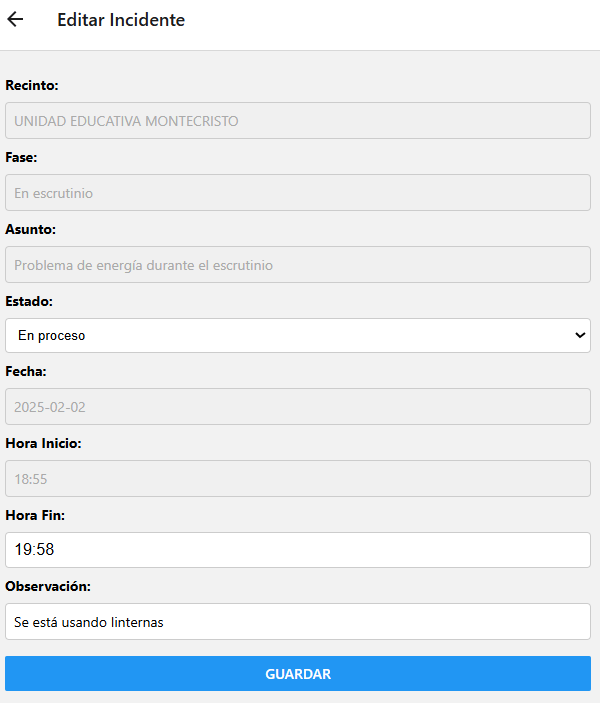 Editar Incidente
Recinto:
UNIDAD EDUCATIVA MONTECRISTO
Fase:
En escrutinio
Asunto:
Problema de energía durante el escrutinio
Estado:
En proceso
Fecha:
2025-02-02
Hora Inicio:
18:55
Hora Fin:
19:58
Observación:
Se está usando linternas
GUARDAR